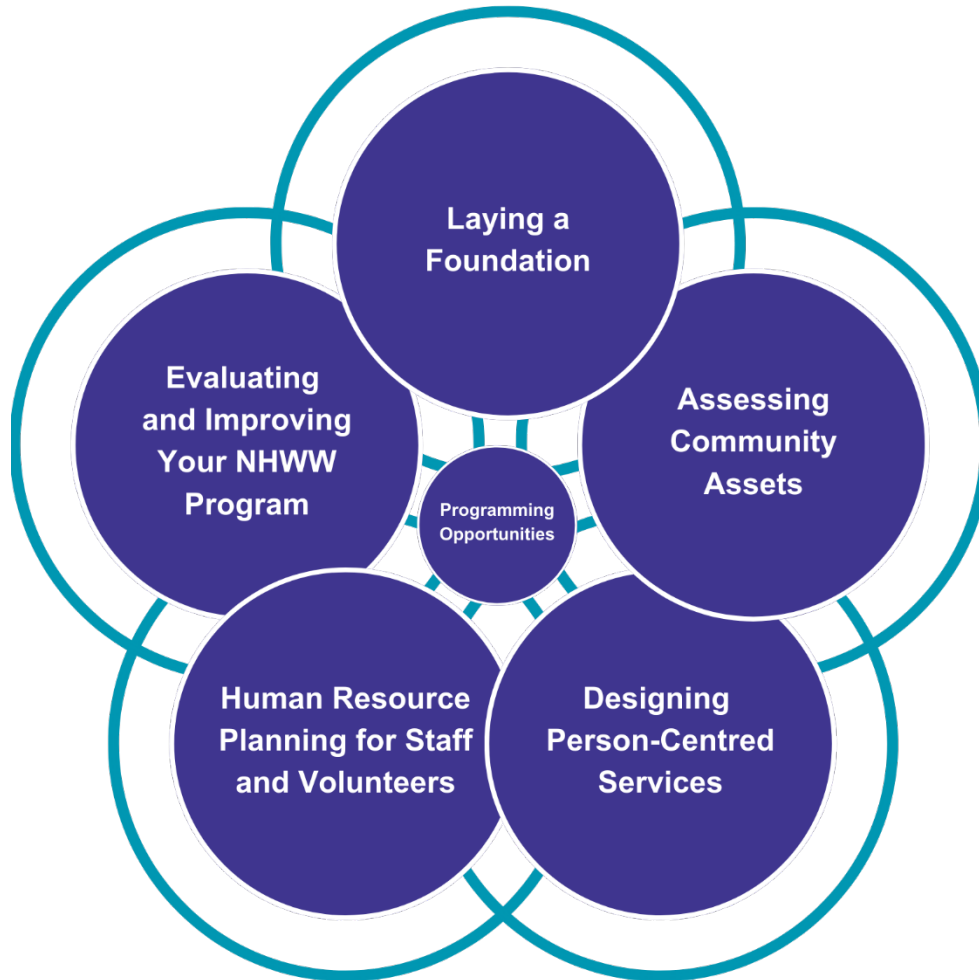 Laying a
Foundation
Evaluating
and Improving
Your NHWW
Program
Assessing
Community
Assets
Programming
Opportunities
Human Resource
Planning for Staff
and Volunteers
Designing
Person-Centred
Services